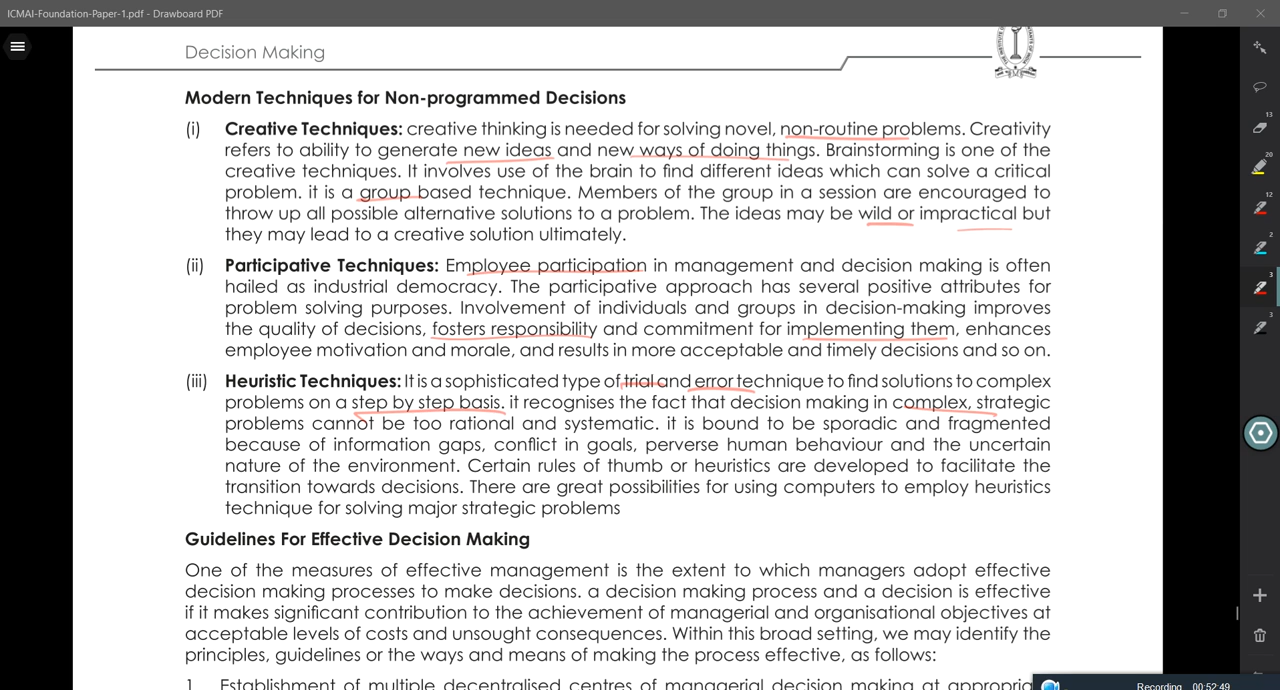 ICMAI-Foundation-Paper-1.pdf - Drawboard PDF
Decision Making
Modern Techniques for Non-programmed Decisions
(i) Creative Techniques: creative thinking is needed for solving novel, non-routine problems. Creativity
refers to ability to generate new ideas and new ways of doing things. Brainstorming is one of the
creative techniques. It involves use of the brain to find different ideas which can solve a critical
problem. it is a group based technique. Members of the group in a session are encouraged to
throw up all possible alternative solutions to a problem. The ideas may be wild or impractical but
they may lead to a creative solution ultimately.
(ii) Participative Techniques: Employee participation in management and decision making is often
hailed as industrial democracy. The participative approach has several positive attributes for
problem solving purposes. Involvement of individuals and groups in decision-making improves
the quality of decisions, fosters responsibility and commitment for implementing them, enhances
employee motivation and morale, and results in more acceptable and timely decisions and so on.
(iii) Heuristic Techniques: It is a sophisticated type of trial and error technique to find solutions to complex
problems on a step by step basis. it recognises the fact that decision making in complex, strategic
problems cannot be too rational and systematic. it is bound to be sporadic and fragmented
because of information gaps, conflict in goals, perverse human behaviour and the uncertain
nature of the environment. Certain rules of thumb or heuristics are developed to facilitate the
transition towards decisions. There are great possibilities for using computers to employ heuristics
technique for solving major strategic problems
Guidelines For Effective Decision Making
One of the measures of effective management is the extent to which managers adopt effective
decision making processes to make decisions. a decision making process and a decision is effective
if it makes significant contribution to the achievement of managerial and organisational objectives at
acceptable levels of costs and unsought consequences. Within this broad setting, we may identify the
principles, guidelines or the ways and means of making the process effective, as follows:
1. Establishment of multiple decentralised centres of managerial decision making at
13
20
12
2
3
3
Recording 00:52:49